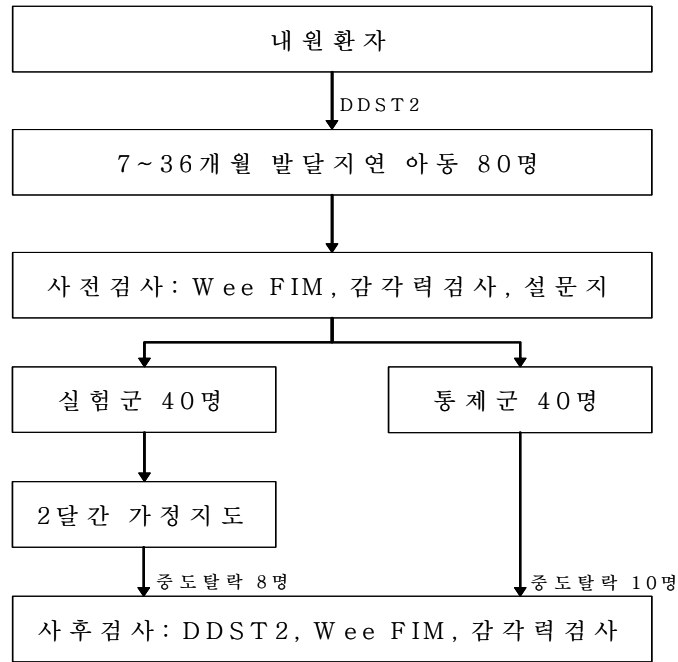 내원환자
DDST2
7~36개월 발달지연 아동 80명
사전검사: Wee FIM, 감각력검사, 설문지
실험군 40명
통제군 40명
2달간 가정지도
중도탈락 8명
중도탈락 10명
사후검사: DDST2, Wee FIM, 감각력검사